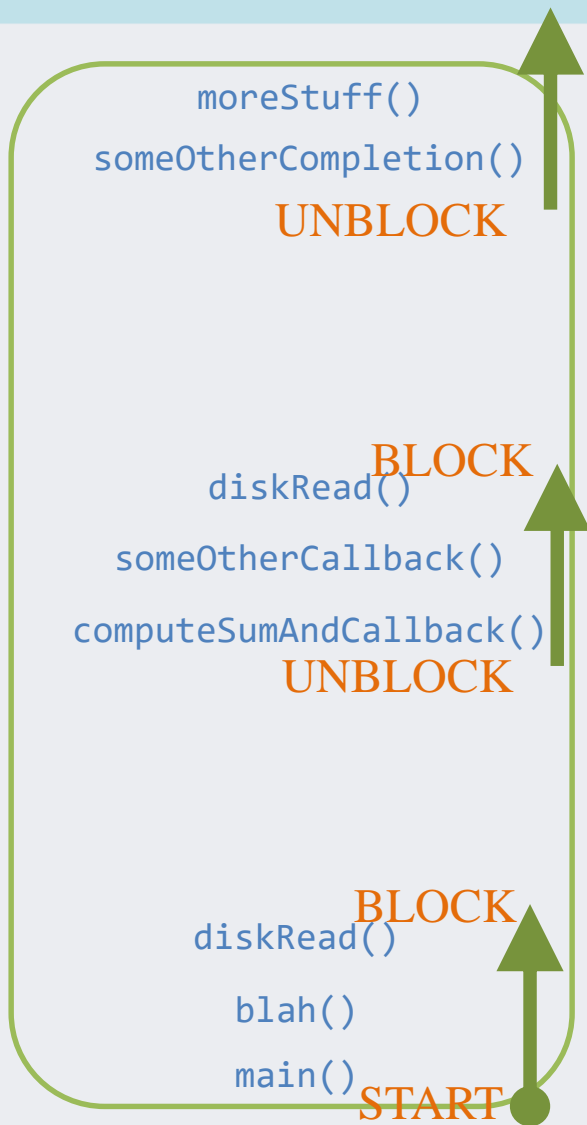 moreStuff()
someOtherCompletion()
UNBLOCK
BLOCK
diskRead()
someOtherCallback()
computeSumAndCallback()
UNBLOCK
BLOCK
diskRead()
blah()
main()
START